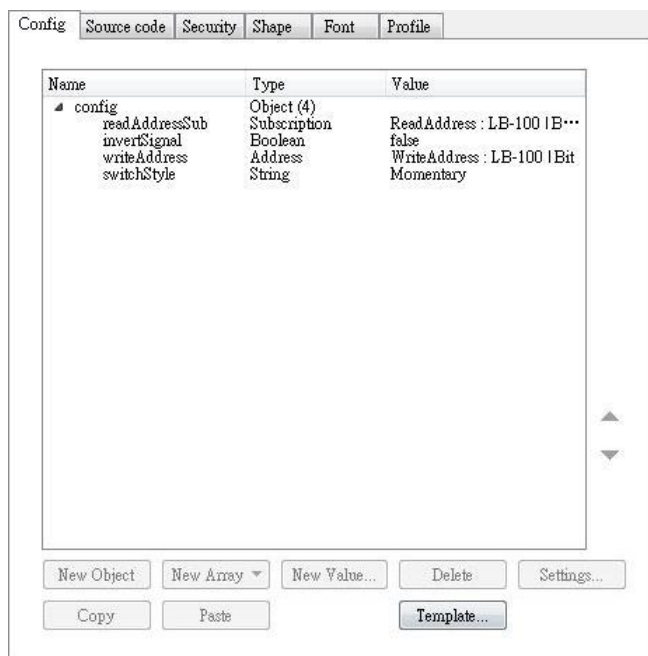 Config Source code Security Shape Font Profile
Name Type Value
config Object (4)
readAddressSub Subscription ReadAddress : LB-100 | B...
invertSignal Boolean false
writeAddress Address WriteAddress : LB-100 | Bit
switchStyle String Momentary
New Object New Array New Value... Delete Settings...
Copy Paste Template...